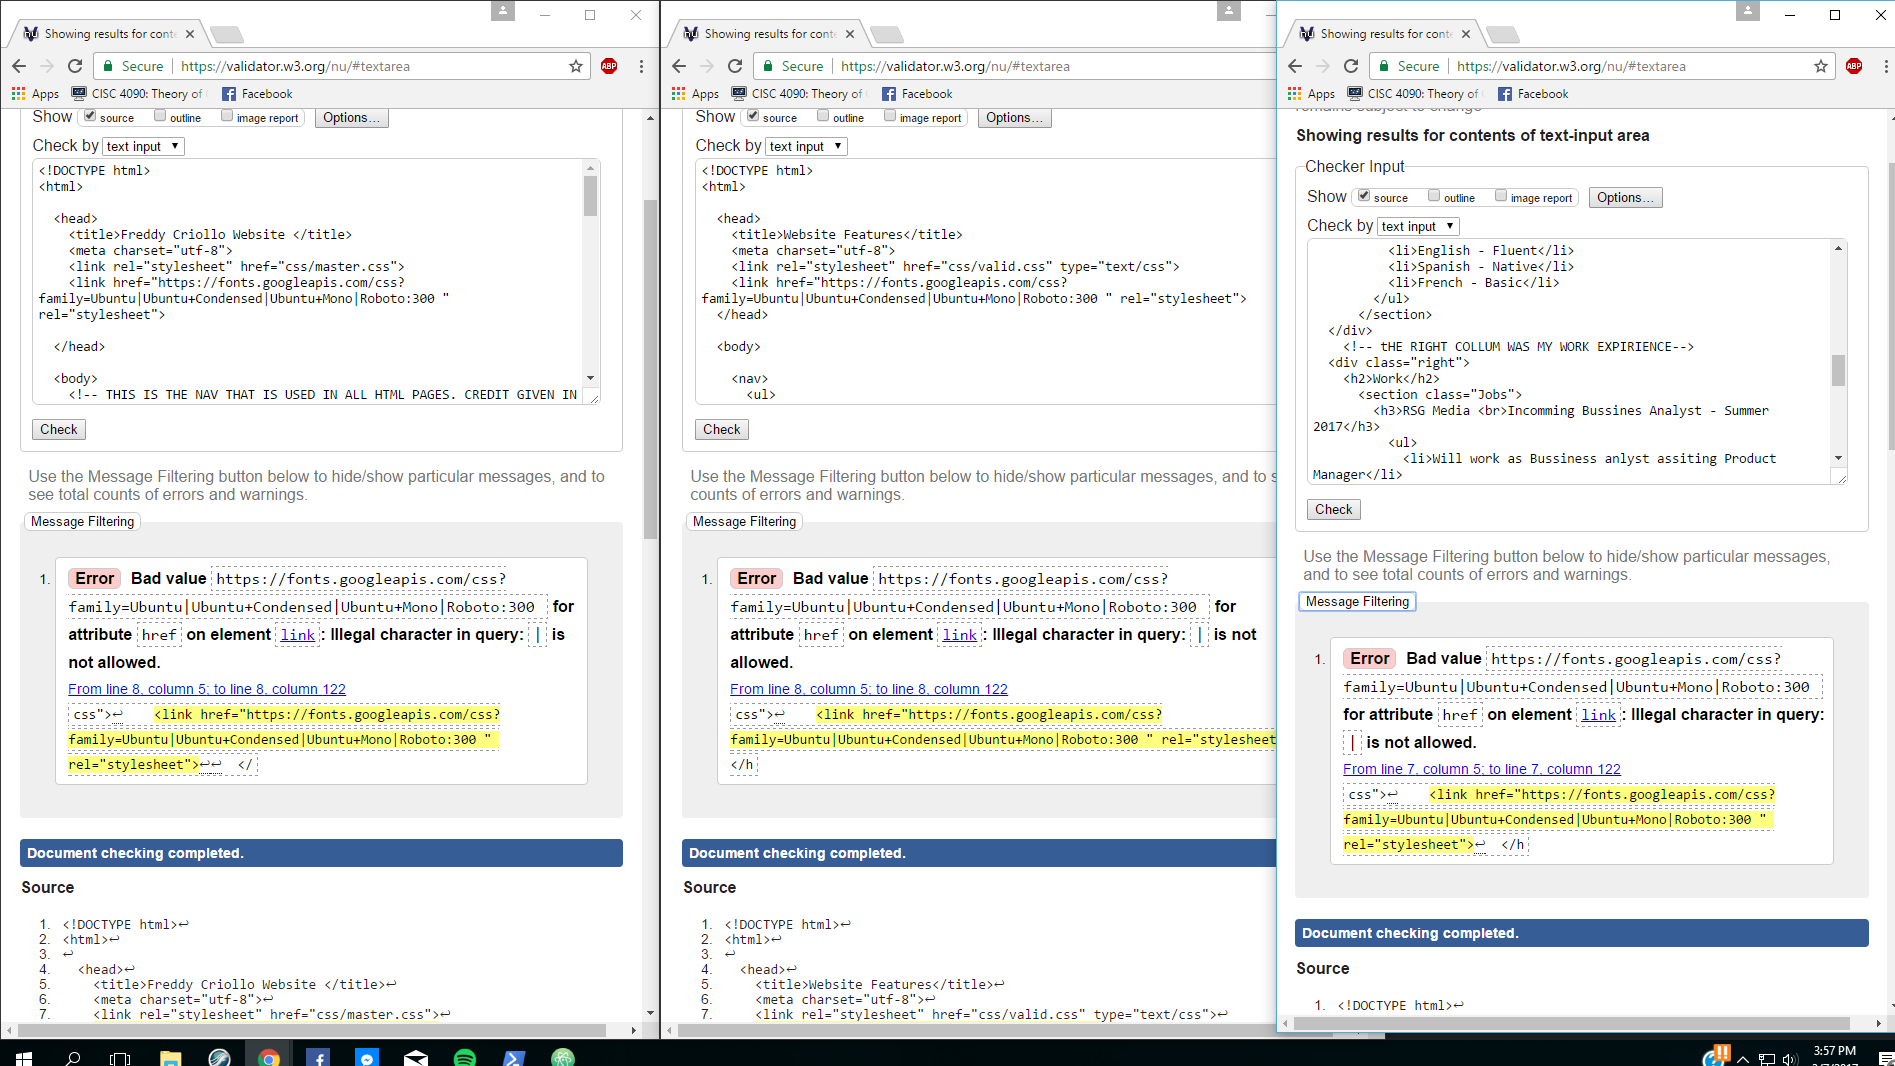 Showing results for conte
Secure https://validator.w3.org/nu/#textarea
ABP
Apps CISC 4090: Theory of Facebook
Show source outline image report Options...
Check by text input
<!DOCTYPE html>
<html>
<head>
<title>Freddy Criollo Website </title>
<meta charset="utf-8">
<link rel="stylesheet" href="css/master.css">
<link href="https://fonts.googleapis.com/css?
family=Ubuntu|Ubuntu+Condensed|Ubuntu+Mono|Roboto:300 "
rel="stylesheet">
</head>
<body>
<!-- THIS IS THE NAV THAT IS USED IN ALL HTML PAGES. CREDIT GIVEN IN
Check
Use the Message Filtering button below to hide/show particular messages, and to
see total counts of errors and warnings.
Message Filtering
1. Error Bad value https://fonts.googleapis.com/css?
family=Ubuntu|Ubuntu+Condensed|Ubuntu+Mono|Roboto:300 for
attribute href on element link: Illegal character in query: | is
not allowed.
From line 8, column 5; to line 8, column 122
css">↩ <link href="https://fonts.googleapis.com/css?
family=Ubuntu|Ubuntu+Condensed|Ubuntu+Mono|Roboto:300 "
rel="stylesheet">↩↩ </
Document checking completed.
Source
1. <!DOCTYPE html>↩
2. <html>↩
3. ↩
4. <head>↩
5. <title>Freddy Criollo Website </title>↩
6. <meta charset="utf-8">↩
7. <link rel="stylesheet" href="css/master.css">↩
Showing results for conte
Secure https://validator.w3.org/nu/#textarea
Apps CISC 4090: Theory of Facebook
Show source outline image report Options...
Check by text input
<!DOCTYPE html>
<html>
<head>
<title>Website Features</title>
<meta charset="utf-8">
<link rel="stylesheet" href="css/valid.css" type="text/css">
<link href="https://fonts.googleapis.com/css?
family=Ubuntu|Ubuntu+Condensed|Ubuntu+Mono|Roboto:300 " rel="stylesheet">
</head>
<body>
<nav>
<ul>
Check
Use the Message Filtering button below to hide/show particular messages, and to s
counts of errors and warnings.
Message Filtering
1. Error Bad value https://fonts.googleapis.com/css?
family=Ubuntu|Ubuntu+Condensed|Ubuntu+Mono|Roboto:300 for
attribute href on element link: Illegal character in query: | is not
allowed.
From line 8, column 5; to line 8, column 122
css">↩ <link href="https://fonts.googleapis.com/css?
family=Ubuntu|Ubuntu+Condensed|Ubuntu+Mono|Roboto:300 " rel="stylesheet
</h
Document checking completed.
Source
1. <!DOCTYPE html>↩
2. <html>↩
3. ↩
4. <head>↩
5. <title>Website Features</title>↩
6. <meta charset="utf-8">↩
7. <link rel="stylesheet" href="css/valid.css" type="text/css">↩
Showing results for conte
Secure https://validator.w3.org/nu/#textarea
ABP
Apps CISC 4090: Theory of Facebook
remains subject to change
Showing results for contents of text-input area
Checker Input
Show source outline image report Options...
Check by text input
<li>English - Fluent</li>
<li>Spanish - Native</li>
<li>French - Basic</li>
</ul>
</section>
</div>
<!-- tHE RIGHT COLLUM WAS MY WORK EXPIRIENCE-->
<div class="right">
<h2>Work</h2>
<section class="Jobs">
<h3>RSG Media <br>Incomming Bussines Analyst - Summer
2017</h3>
<ul>
<li>Will work as Bussiness anlyst assiting Product
Manager</li>
Check
Use the Message Filtering button below to hide/show particular messages,
and to see total counts of errors and warnings.
Message Filtering
1. Error Bad value https://fonts.googleapis.com/css?
family=Ubuntu|Ubuntu+Condensed|Ubuntu+Mono|Roboto:300
for attribute href on element link: Illegal character in query:
| is not allowed.
From line 7, column 5; to line 7, column 122
css">↩ <link href="https://fonts.googleapis.com/css?
family=Ubuntu|Ubuntu+Condensed|Ubuntu+Mono|Roboto:300 "
rel="stylesheet">↩ </h
Document checking completed.
Source
1. <!DOCTYPE html>↩
3:57 PM